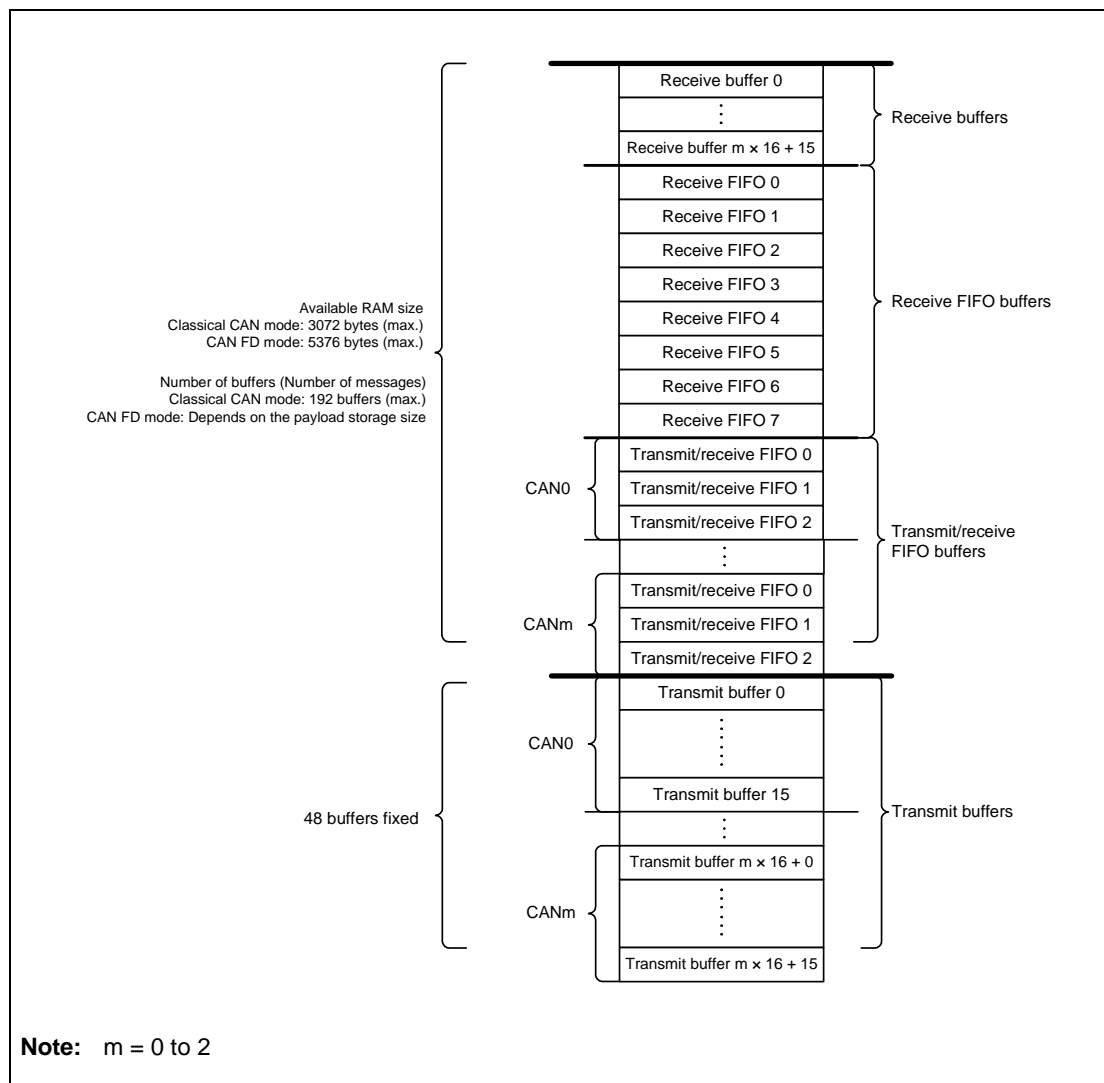 Receive buffer 0
Receive buffer m × 16 + 15
Receive buffers
Receive FIFO 0
Receive FIFO 1
Receive FIFO 2
Receive FIFO 3
Receive FIFO 4
Receive FIFO 5
Receive FIFO 6
Receive FIFO 7
Receive FIFO buffers
Available RAM size
Classical CAN mode: 3072 bytes (max.)
CAN FD mode: 5376 bytes (max.)
Number of buffers (Number of messages)
Classical CAN mode: 192 buffers (max.)
CAN FD mode: Depends on the payload storage size
CAN0
Transmit/receive FIFO 0
Transmit/receive FIFO 1
Transmit/receive FIFO 2
Transmit/receive
FIFO buffers
CANm
Transmit/receive FIFO 0
Transmit/receive FIFO 1
Transmit/receive FIFO 2
CAN0
Transmit buffer 0
Transmit buffer 15
48 buffers fixed
Transmit buffers
CANm
Transmit buffer m × 16 + 0
Transmit buffer m × 16 + 15
Note: m = 0 to 2